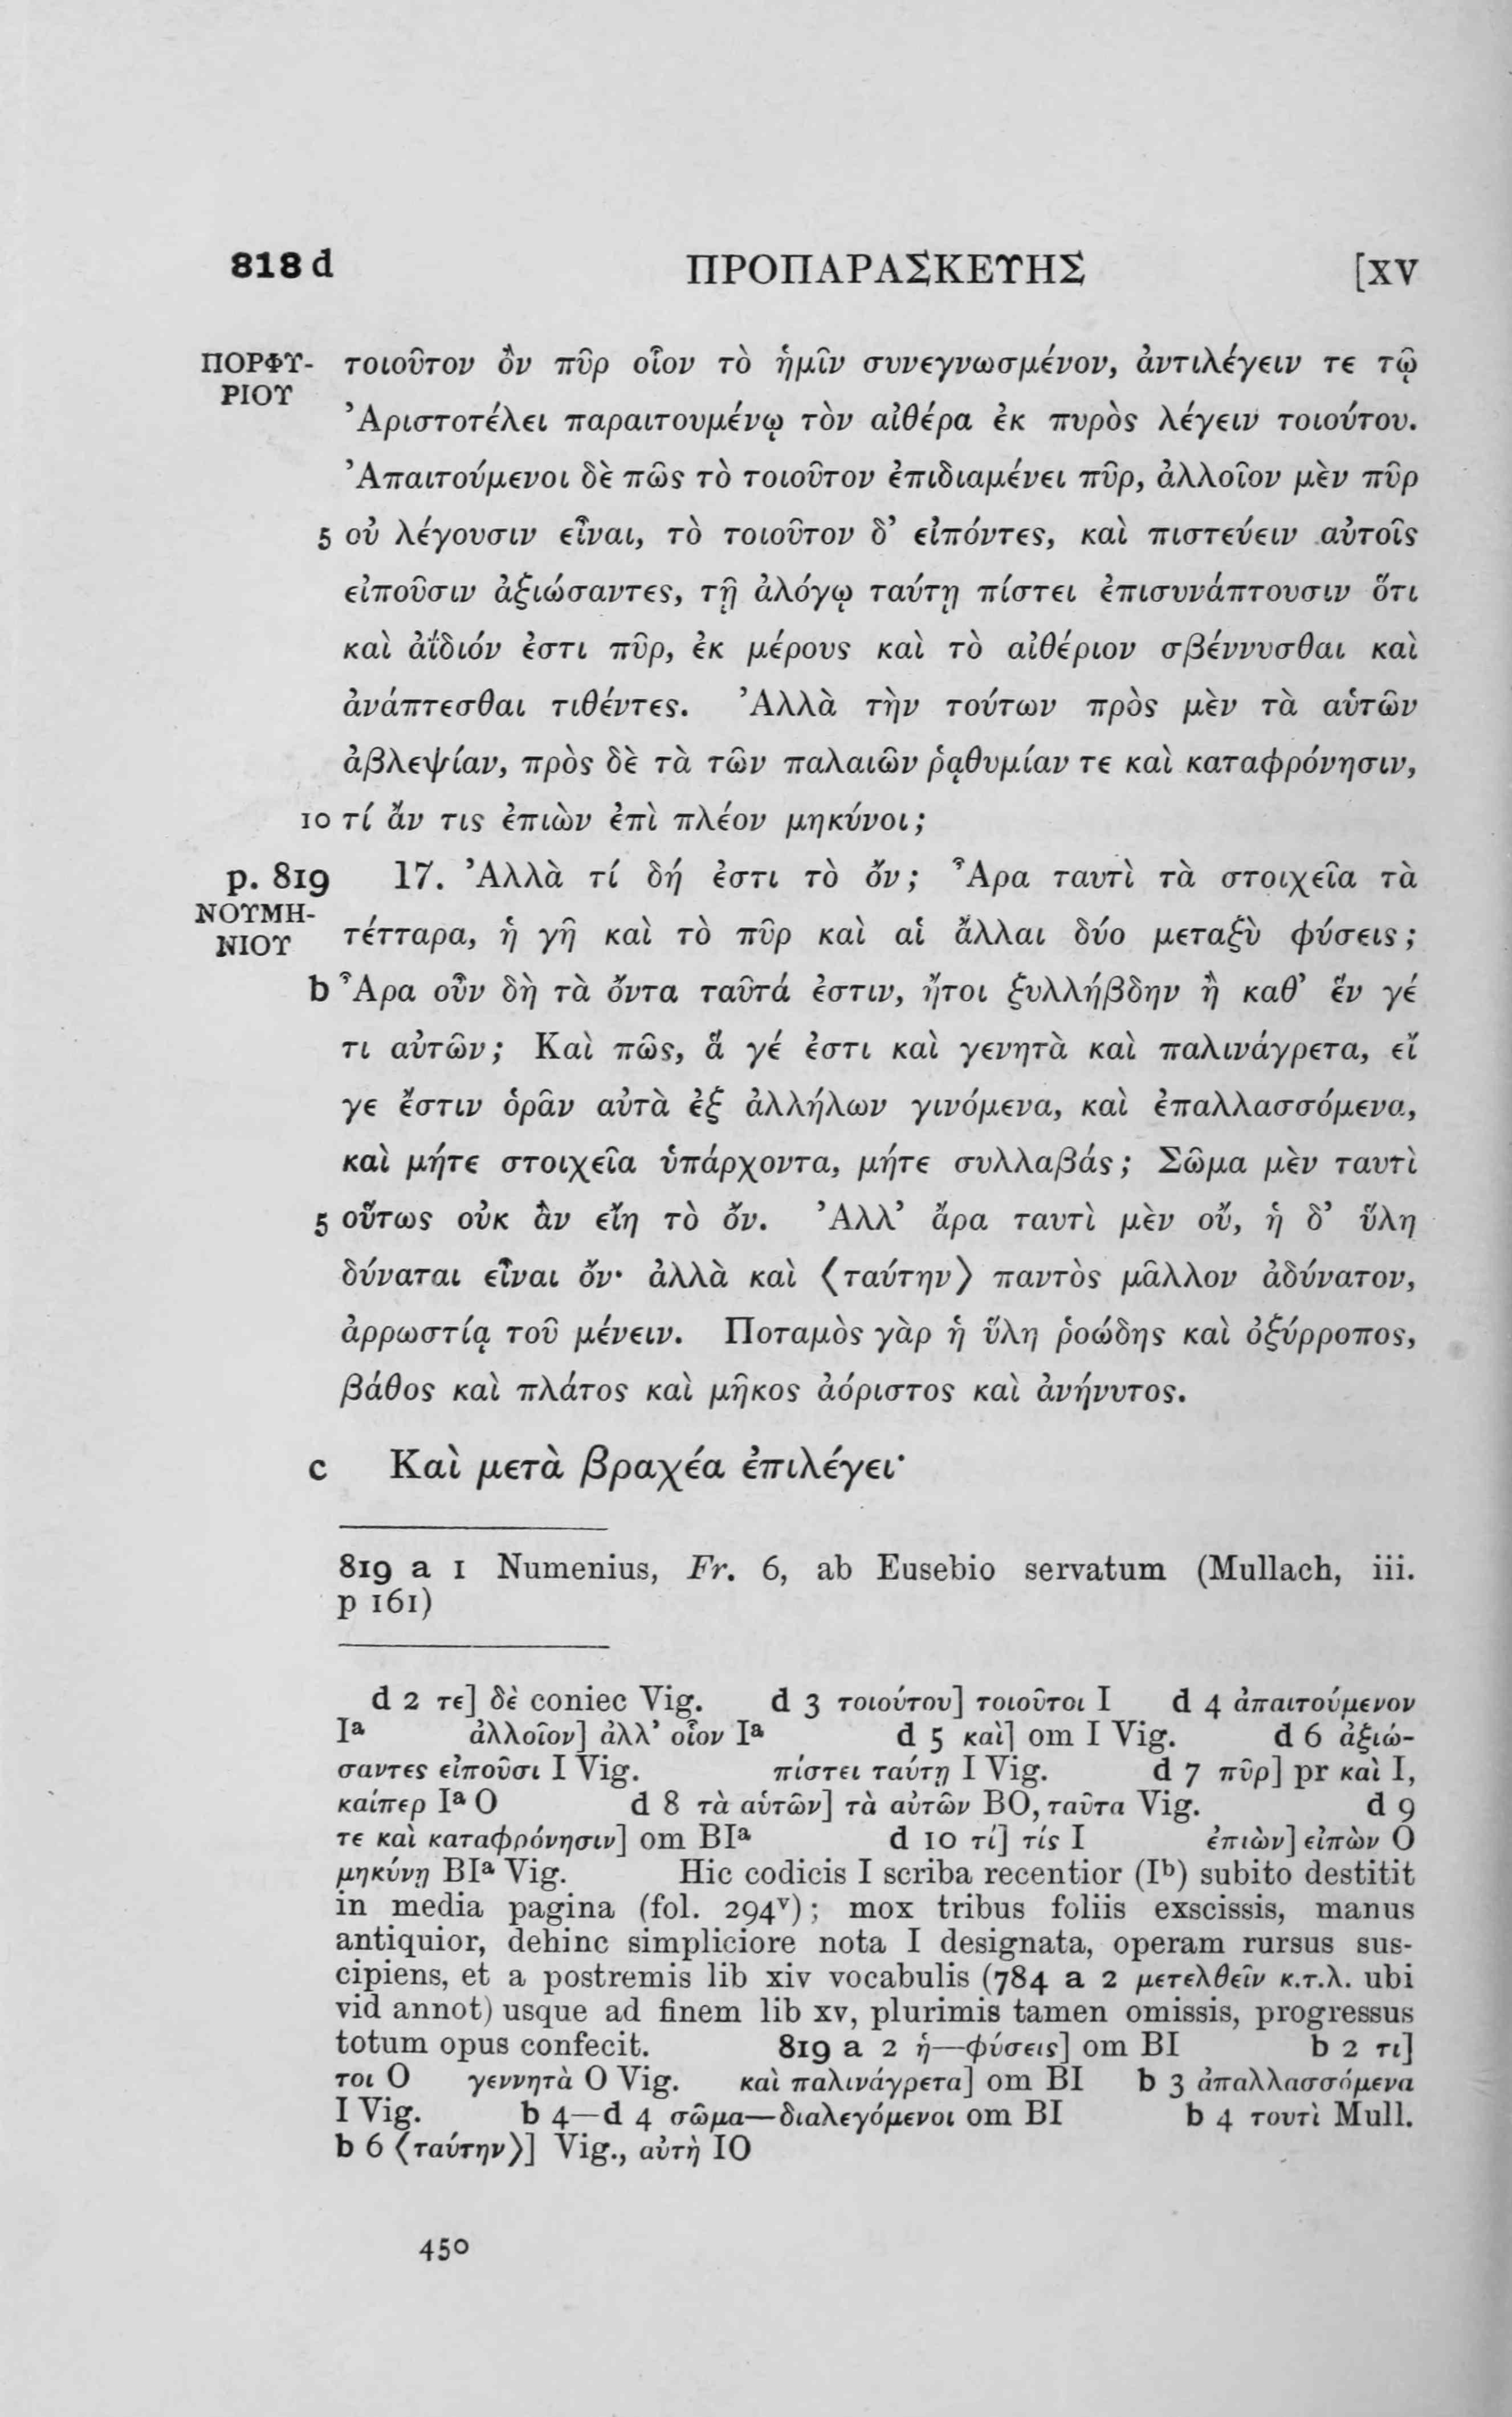 818 d ΠΡΟΠΑΡΑΣΚΕΥΗΣ [XV
ΠΟΡΦΥ- τοιοῦτον ὂν πῦρ οἷον τὸ ἡμῖν συνεγνωσμένον, ἀντιλέγειν τε τῷ
ΡΙΟΥ
Ἀριστοτέλει παραιτουμένῳ τὸν αἰθέρα ἐκ πυρὸς λέγειν τοιούτου.
Ἀπαιτούμενοι δὲ πῶς τὸ τοιοῦτον ἐπιδιαμένει πῦρ, ἀλλοῖον μὲν πῦρ
5 οὐ λέγουσιν εἶναι, τὸ τοιοῦτον δ’ εἰπόντες, καὶ πιστεύειν αὐτοῖς
εἰποῦσιν ἀξιώσαντες, τῇ ἀλόγῳ ταύτῃ πίστει ἐπισυνάπτουσιν ὅτι
καὶ ἀΐδιόν ἐστι πῦρ, ἐκ μέρους καὶ τὸ αἰθέριον σβέννυσθαι καὶ
ἀνάπτεσθαι τιθέντες. Ἀλλὰ τὴν τούτων πρὸς μὲν τὰ αὑτῶν
ἀβλεψίαν, πρὸς δὲ τὰ τῶν παλαιῶν ῥᾳθυμίαν τε καὶ καταφρόνησιν,
10 τί ἄν τις ἐπιὼν ἐπὶ πλέον μηκύνοι;
p. 819 17. Ἀλλὰ τί δή ἐστι τὸ ὄν; Ἆρα ταυτὶ τὰ στοιχεῖα τὰ
ΝΟΥΜΗ-
ΝΙΟΥ τέτταρα, ἡ γῆ καὶ τὸ πῦρ καὶ αἱ ἄλλαι δύο μεταξὺ φύσεις;
b Ἆρα οὖν δὴ τὰ ὄντα ταῦτά ἐστιν, ἤτοι ξυλλήβδην ἢ καθ’ ἕν γέ
τι αὐτῶν; Καὶ πῶς, ἅ γέ ἐστι καὶ γενητὰ καὶ παλινάγρετα, εἴ
γε ἔστιν ὁρᾶν αὐτὰ ἐξ ἀλλήλων γινόμενα, καὶ ἐπαλλασσόμενα,
καὶ μήτε στοιχεῖα ὑπάρχοντα, μήτε συλλαβάς; Σῶμα μὲν ταυτὶ
5 οὕτως οὐκ ἂν εἴη τὸ ὄν. Ἀλλ’ ἄρα ταυτὶ μὲν οὔ, ἡ δ’ ὕλη
δύναται εἶναι ὄν· ἀλλὰ καὶ ⟨ταύτην⟩ παντὸς μᾶλλον ἀδύνατον,
ἀρρωστίᾳ τοῦ μένειν. Ποταμὸς γὰρ ἡ ὕλη ῥοώδης καὶ ὀξύρροπος,
βάθος καὶ πλάτος καὶ μῆκος ἀόριστος καὶ ἀνήνυτος.
c Καὶ μετὰ βραχέα ἐπιλέγει·
819 a 1 Numenius, Fr. 6, ab Eusebio servatum (Mullach, iii.
p 161)
d 2 τε] δὲ coniec Vig. d 3 τοιούτου] τοιοῦτοι I d 4 ἀπαιτούμενον
Iᵃ ἀλλοῖον] ἀλλ’ οἷον Iᵃ d 5 καὶ] om I Vig. d 6 ἀξιώ-
σαντες εἰποῦσι I Vig. πίστει ταύτῃ I Vig. d 7 πῦρ] pr καὶ I,
καίπερ Iᵃ O d 8 τὰ αὑτῶν] τὰ αὐτῶν BO, ταῦτα Vig. d 9
τε καὶ καταφρόνησιν] om BIᵃ d 10 τί] τίς I ἐπιὼν] εἰπὼν O
μηκύνῃ BIᵃ Vig. Hic codicis I scriba recentior (Iᵇ) subito destitit
in media pagina (fol. 294ᵛ); mox tribus foliis exscissis, manus
antiquior, dehinc simpliciore nota I designata, operam rursus sus-
cipiens, et a postremis lib xiv vocabulis (784 a 2 μετελθεῖν κ.τ.λ. ubi
vid annot) usque ad finem lib xv, plurimis tamen omissis, progressus
totum opus confecit. 819 a 2 ἡ—φύσεις] om BI b 2 τι]
τοι O γεννητὰ O Vig. καὶ παλινάγρετα] om BI b 3 ἀπαλλασσόμενα
I Vig. b 4—d 4 σῶμα—διαλεγόμενοι om BI b 4 τουτὶ Mull.
b 6 ⟨ταύτην⟩] Vig., αὐτὴ IO
450